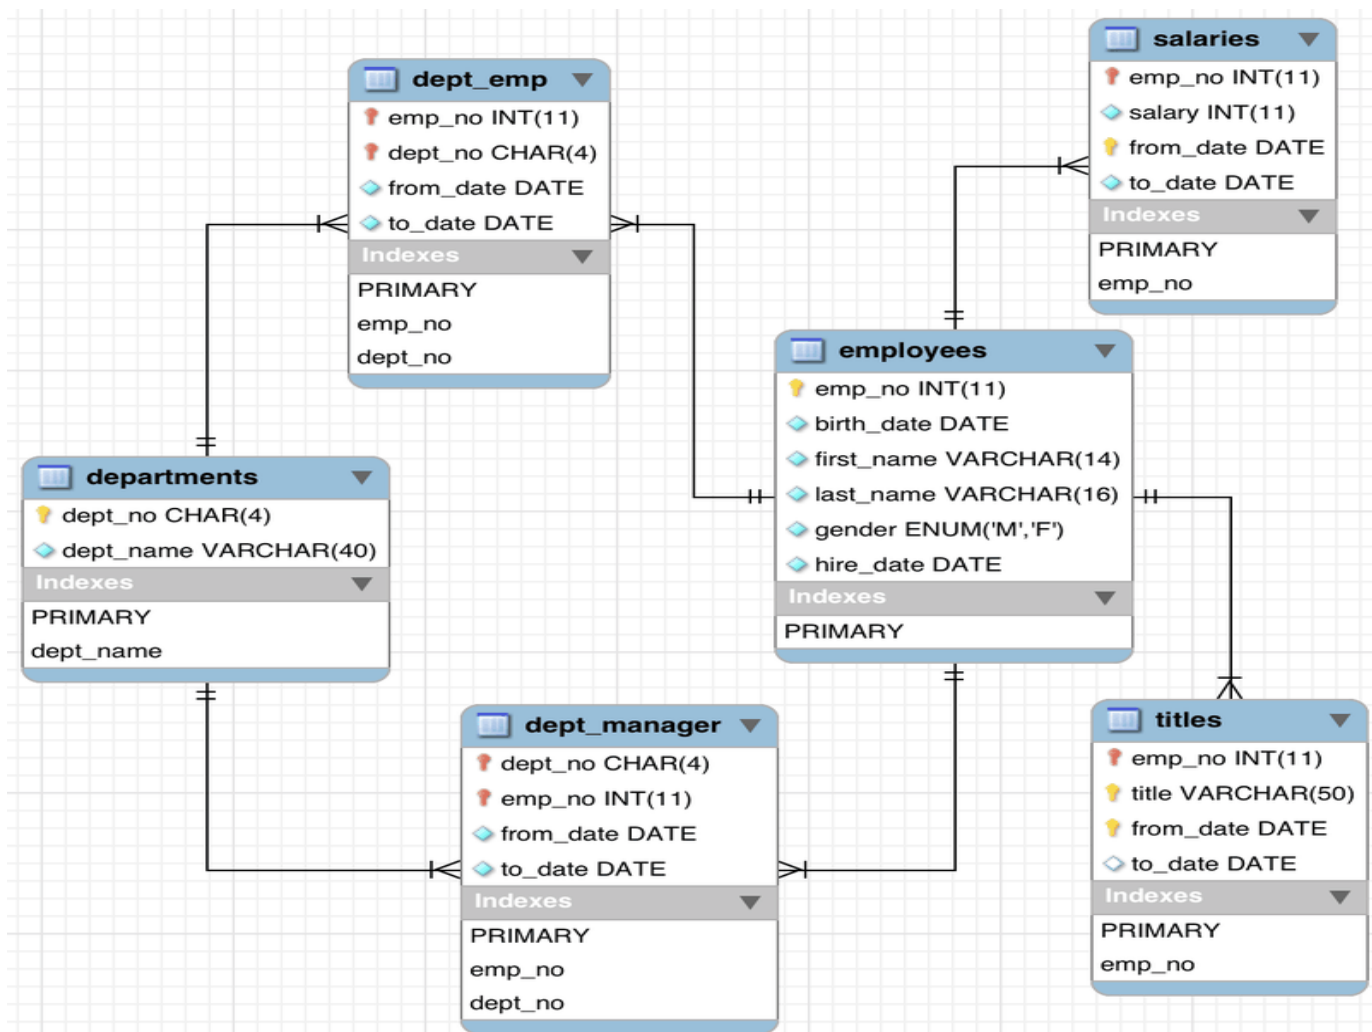 dept_emp
emp_no INT(11)
dept_no CHAR(4)
from_date DATE
to_date DATE
Indexes
PRIMARY
emp_no
dept_no
salaries
emp_no INT(11)
salary INT(11)
from_date DATE
to_date DATE
Indexes
PRIMARY
emp_no
employees
emp_no INT(11)
birth_date DATE
first_name VARCHAR(14)
last_name VARCHAR(16)
gender ENUM('M','F')
hire_date DATE
Indexes
PRIMARY
departments
dept_no CHAR(4)
dept_name VARCHAR(40)
Indexes
PRIMARY
dept_name
dept_manager
dept_no CHAR(4)
emp_no INT(11)
from_date DATE
to_date DATE
Indexes
PRIMARY
emp_no
dept_no
titles
emp_no INT(11)
title VARCHAR(50)
from_date DATE
to_date DATE
Indexes
PRIMARY
emp_no